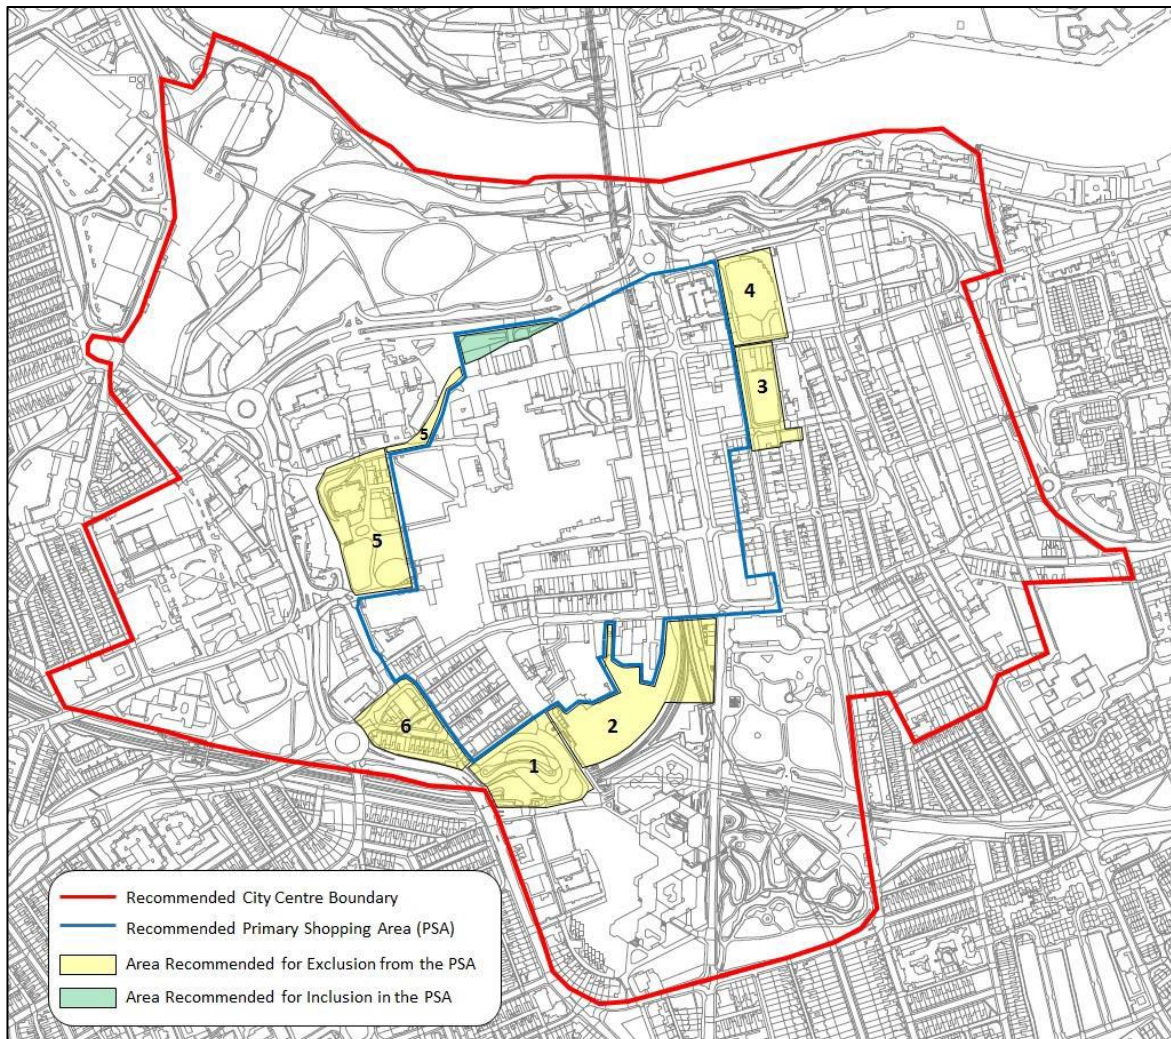 4
3
5
5
6
2
1
Recommended City Centre Boundary
Recommended Primary Shopping Area (PSA)
Area Recommended for Exclusion from the PSA
Area Recommended for Inclusion in the PSA